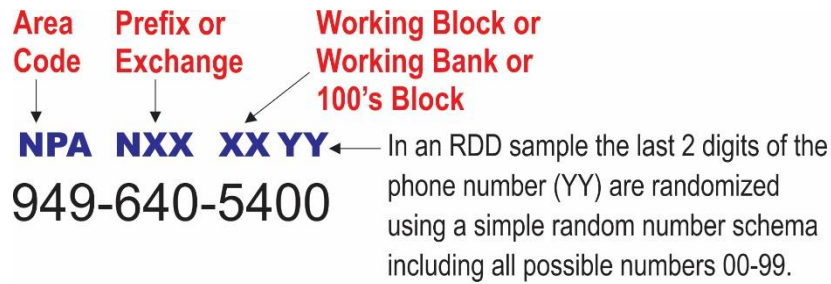 Area Code
Prefix or Exchange
Working Block or Working Bank or 100's Block
NPA NXX XX YY
949-640-5400
In an RDD sample the last 2 digits of the
phone number (YY) are randomized
using a simple random number schema
including all possible numbers 00-99.